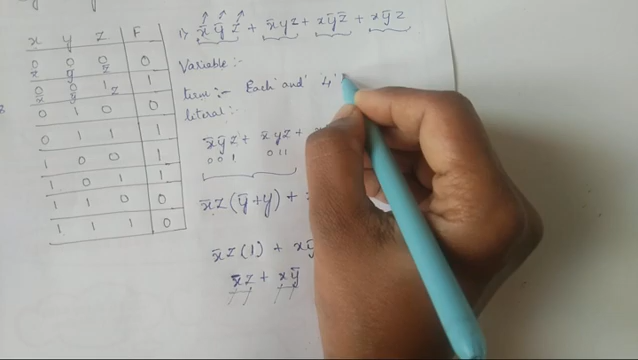 x y z F
0 0 0 0
x̄ ȳ z̄
0 0 1 1
x̄ ȳ z
0 1 0 0
0 1 1 1
1 0 0 1
1 0 1 1
1 1 0 0
1 1 1 0
1) x̄ ȳ z + x̄yz + xȳz̄ + xȳz
Variable :-
term :- Each 'and' 4
literal :-
x̄ȳz + x̄yz +
0 0 1 0 1 1
x̄z(ȳ+y) +
x̄z(1) + xȳ
x̄z + xȳ